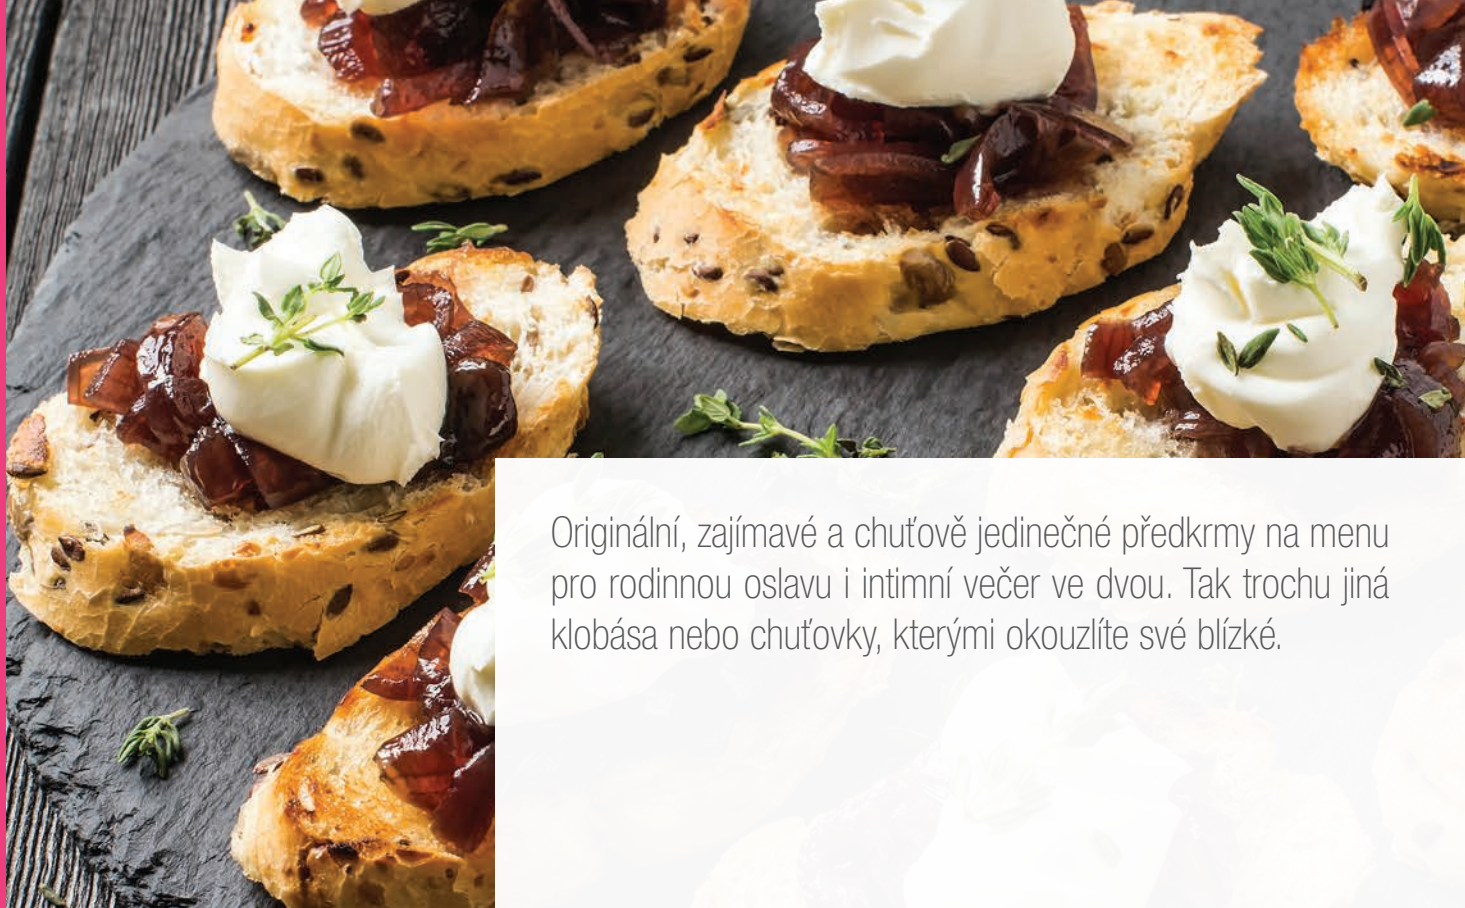 Originální, zajímavé a chuťově jedinečné předkrmy na menu
pro rodinnou oslavu i intimní večer ve dvou. Tak trochu jiná
klobása nebo chuťovky, kterými okouzlíte své blízké.